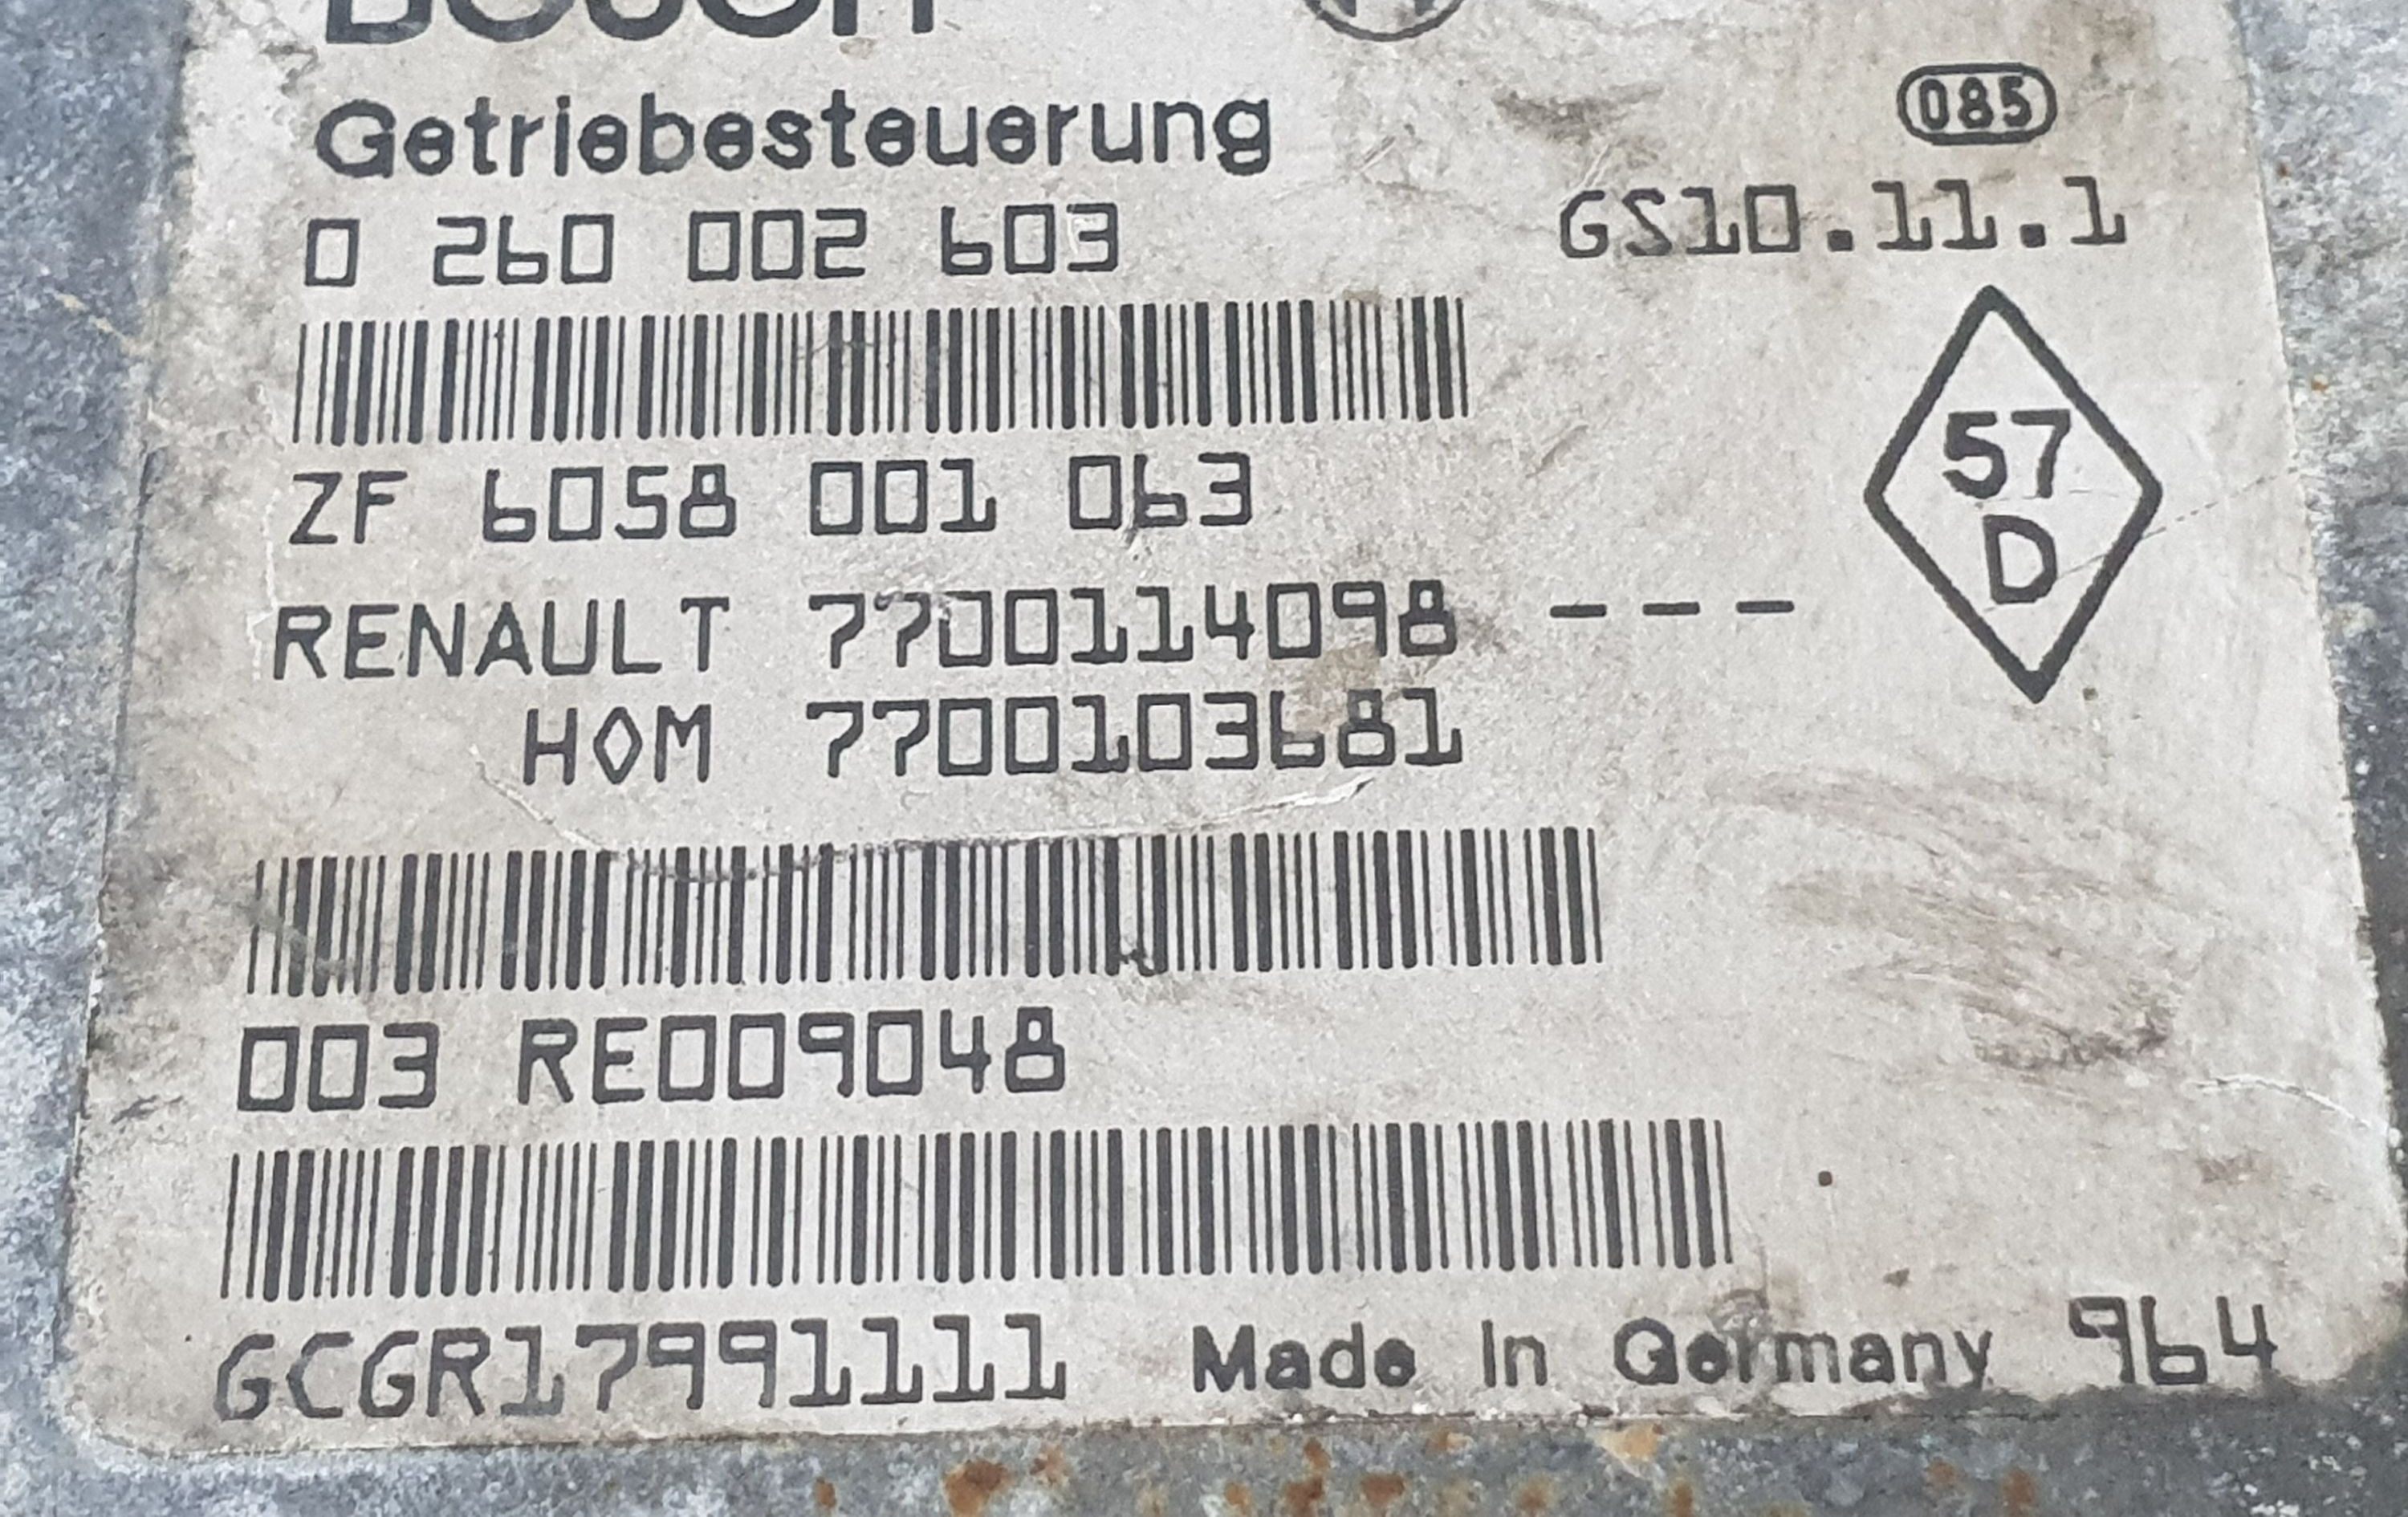 BOSCH
085
Getriebesteuerung
0 260 002 603 GS10.11.1
ZF 6058 001 063
57
D
RENAULT 7700114098 ---
H◊M 7700103681
003 RE009048
GCGR17991111 Made In Germany 964